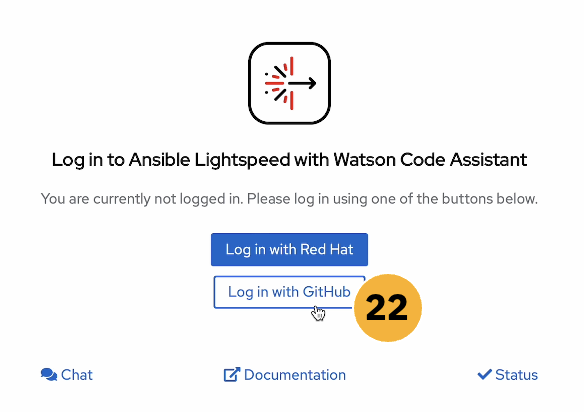 Log in to Ansible Lightspeed with Watson Code Assistant
You are currently not logged in. Please log in using one of the buttons below.
Log in with Red Hat
Log in with GitHub
22
Chat
Documentation
Status